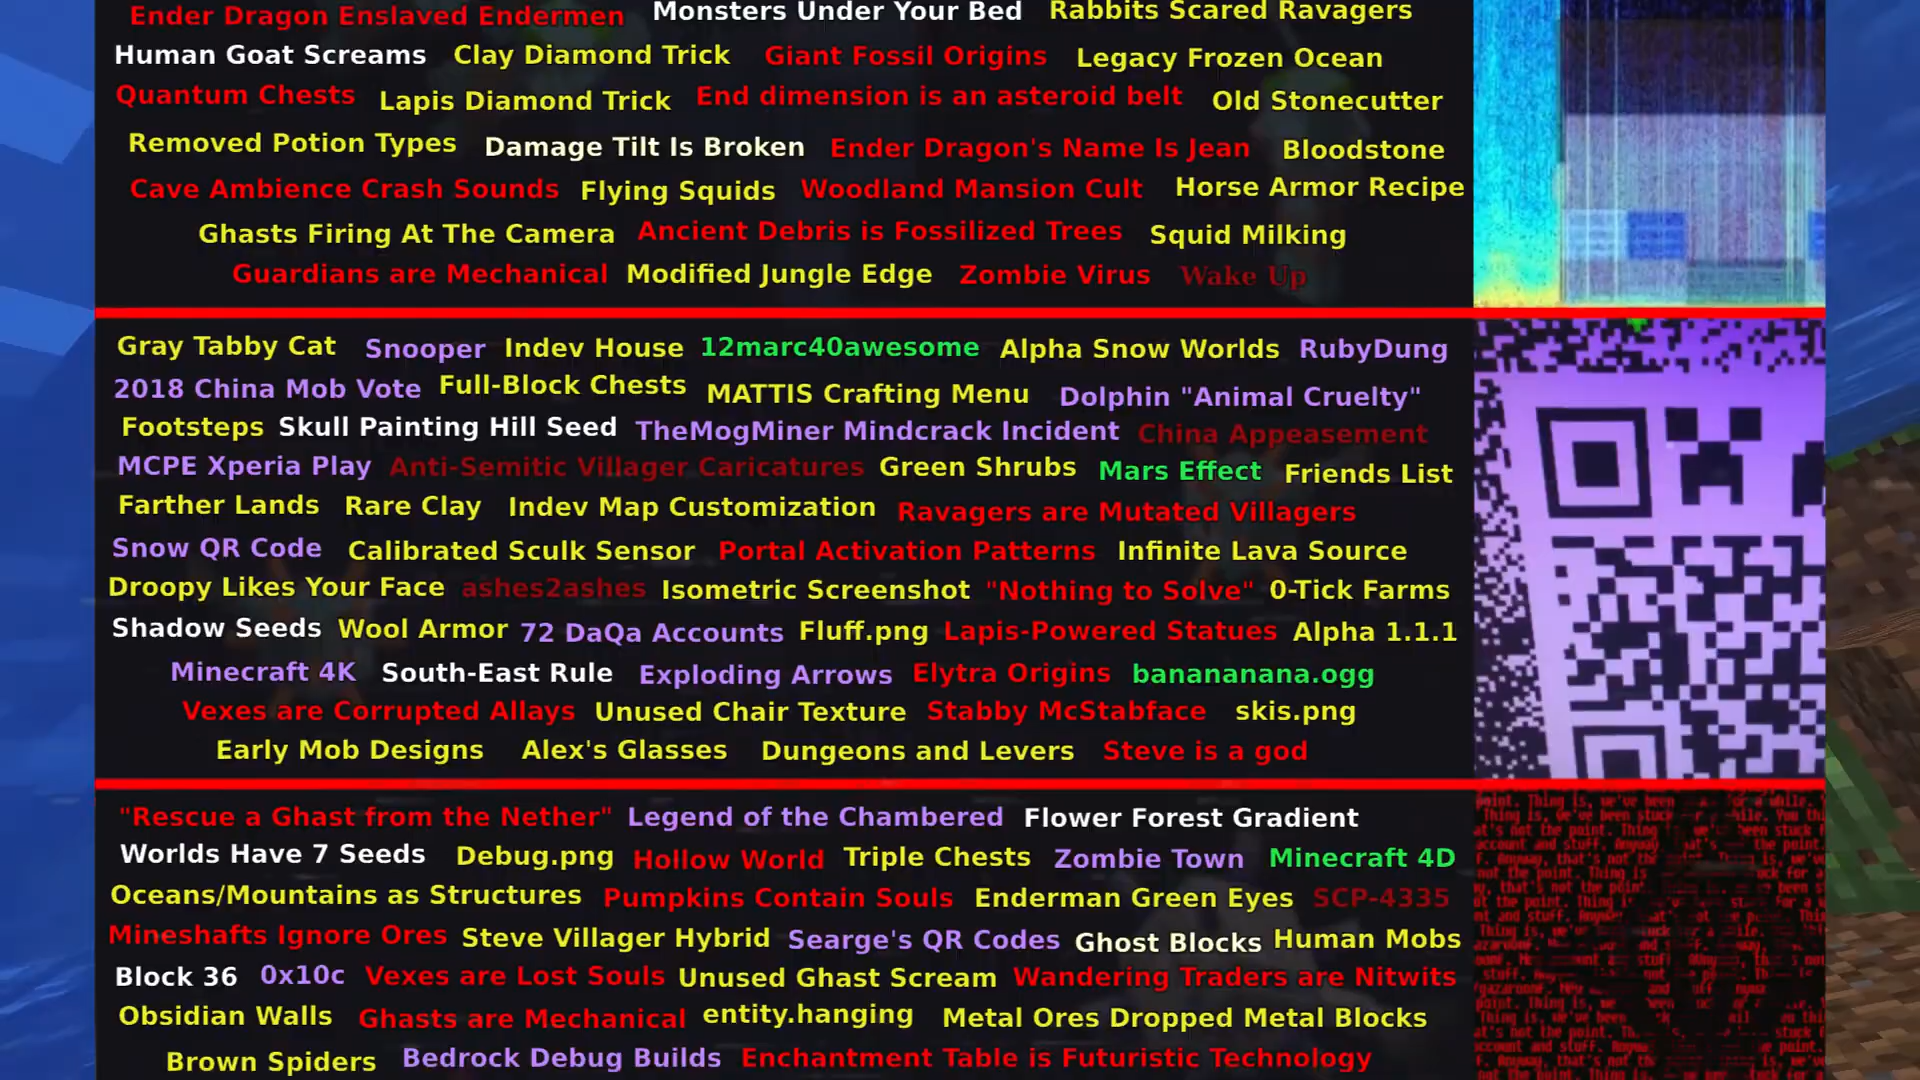 Ender Dragon Enslaved Endermen Monsters Under Your Bed Rabbits Scared Ravagers
Human Goat Screams Clay Diamond Trick Giant Fossil Origins Legacy Frozen Ocean
Quantum Chests Lapis Diamond Trick End dimension is an asteroid belt Old Stonecutter
Removed Potion Types Damage Tilt Is Broken Ender Dragon's Name Is Jean Bloodstone
Cave Ambience Crash Sounds Flying Squids Woodland Mansion Cult Horse Armor Recipe
Ghasts Firing At The Camera Ancient Debris is Fossilized Trees Squid Milking
Guardians are Mechanical Modified Jungle Edge Zombie Virus Wake Up
Gray Tabby Cat Snooper Indev House 12marc40awesome Alpha Snow Worlds RubyDung
2018 China Mob Vote Full-Block Chests MATTIS Crafting Menu Dolphin "Animal Cruelty"
Footsteps Skull Painting Hill Seed TheMogMiner Mindcrack Incident China Appeasement
MCPE Xperia Play Anti-Semitic Villager Caricatures Green Shrubs Mars Effect Friends List
Farther Lands Rare Clay Indev Map Customization Ravagers are Mutated Villagers
Snow QR Code Calibrated Sculk Sensor Portal Activation Patterns Infinite Lava Source
Droopy Likes Your Face ashes2ashes Isometric Screenshot "Nothing to Solve" 0-Tick Farms
Shadow Seeds Wool Armor 72 DaQa Accounts Fluff.png Lapis-Powered Statues Alpha 1.1.1
Minecraft 4K South-East Rule Exploding Arrows Elytra Origins banananana.ogg
Vexes are Corrupted Allays Unused Chair Texture Stabby McStabface skis.png
Early Mob Designs Alex's Glasses Dungeons and Levers Steve is a god
"Rescue a Ghast from the Nether" Legend of the Chambered Flower Forest Gradient
Worlds Have 7 Seeds Debug.png Hollow World Triple Chests Zombie Town Minecraft 4D
Oceans/Mountains as Structures Pumpkins Contain Souls Enderman Green Eyes SCP-4335
Mineshafts Ignore Ores Steve Villager Hybrid Searge's QR Codes Ghost Blocks Human Mobs
Block 36 0x10c Vexes are Lost Souls Unused Ghast Scream Wandering Traders are Nitwits
Obsidian Walls Ghasts are Mechanical entity.hanging Metal Ores Dropped Metal Blocks
Brown Spiders Bedrock Debug Builds Enchantment Table is Futuristic Technology